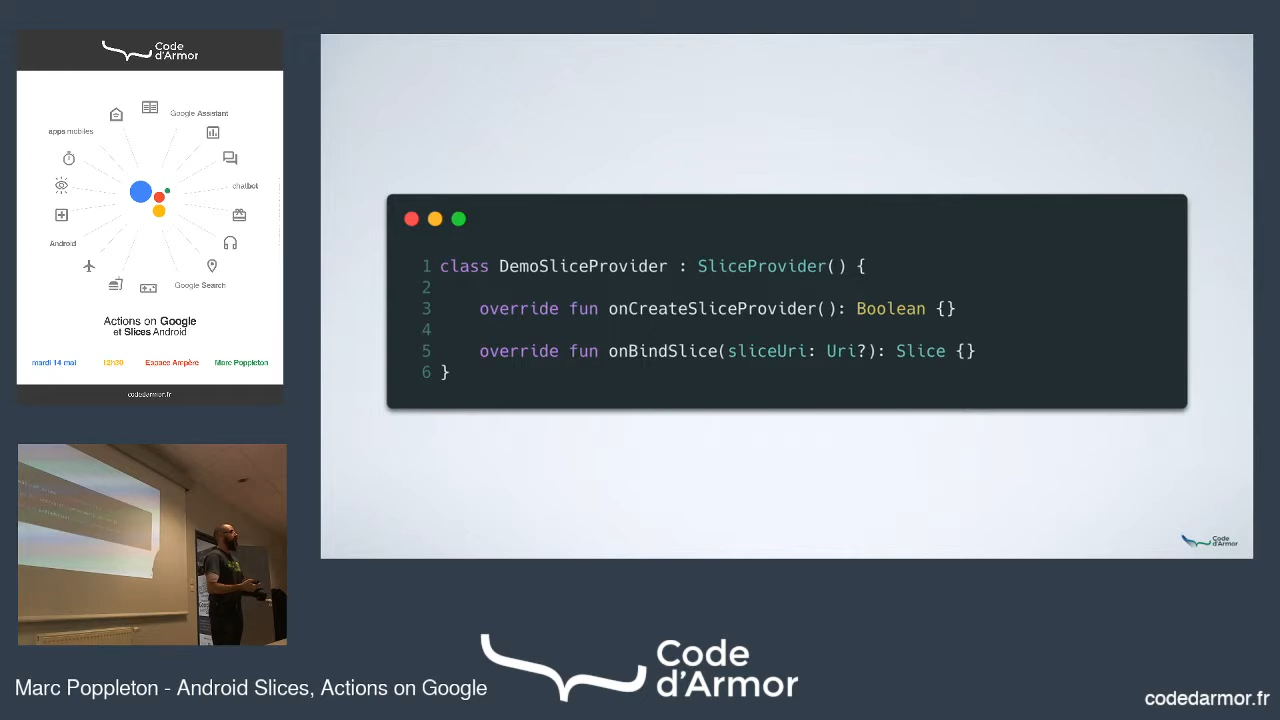 Code
d'Armor
Google Assistant
apps mobiles
chatbot
Android
Google Search
Actions on Google
et Slices Android
mardi 14 mai 12h30 Espace Ampère Marc Poppleton
codedarmor.fr
1 class DemoSliceProvider : SliceProvider() {
2
3 override fun onCreateSliceProvider(): Boolean {}
4
5 override fun onBindSlice(sliceUri: Uri?): Slice {}
6 }
Code
d'Armor
Marc Poppleton - Android Slices, Actions on Google
Code
d'Armor
codedarmor.fr